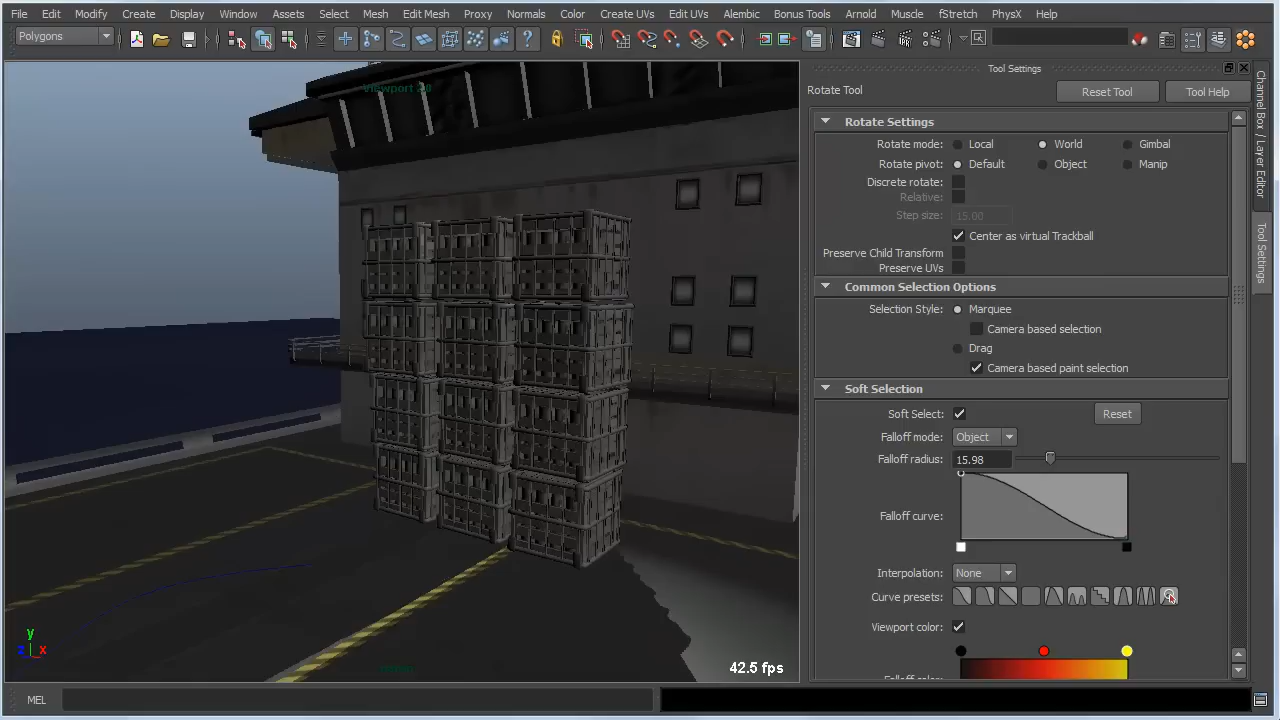 File Edit Modify Create Display Window Assets Select Mesh Edit Mesh Proxy Normals Color Create UVs Edit UVs Alembic Bonus Tools Arnold Muscle fStretch PhysX Help
Polygons
Tool Settings
Viewport 2.0
Rotate Tool
Reset Tool
Tool Help
Rotate Settings
Rotate mode: Local World Gimbal
Rotate pivot: Default Object Manip
Discrete rotate:
Relative:
Step size: 15.00
Center as virtual Trackball
Preserve Child Transform
Preserve UVs
Common Selection Options
Selection Style: Marquee
Camera based selection
Drag
Camera based paint selection
Soft Selection
Soft Select:
Reset
Falloff mode: Object
Falloff radius: 15.98
Falloff curve:
Interpolation: None
Curve presets:
Viewport color:
Falloff color:
Channel Box / Layer Editor
Tool Settings
y
z
x
42.5 fps
MEL